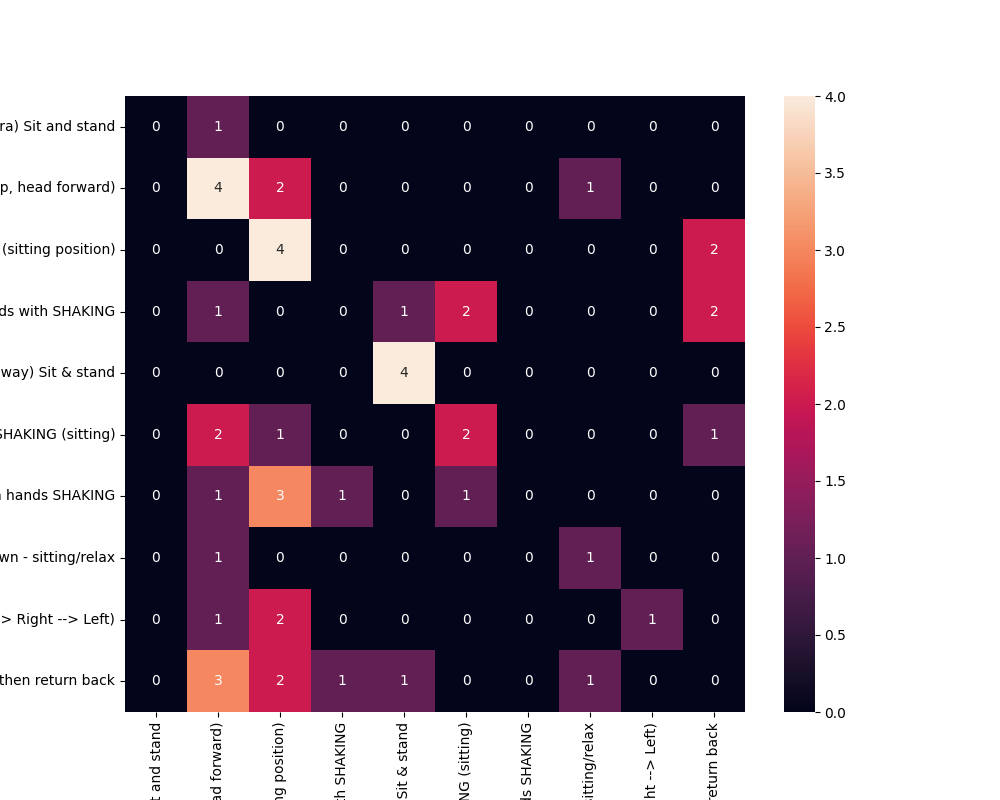 ra) Sit and stand 0 1 0 0 0 0 0 0 0 0
p, head forward) 0 4 2 0 0 0 0 1 0 0
(sitting position) 0 0 4 0 0 0 0 0 0 2
ds with SHAKING 0 1 0 0 1 2 0 0 0 2
way) Sit & stand 0 0 0 0 4 0 0 0 0 0
SHAKING (sitting) 0 2 1 0 0 2 0 0 0 1
hands SHAKING 0 1 3 1 0 1 0 0 0 0
wn - sitting/relax 0 1 0 0 0 0 0 1 0 0
> Right --> Left) 0 1 2 0 0 0 0 0 1 0
then return back 0 3 2 1 1 0 0 1 0 0
t and stand
ad forward)
ng position)
h SHAKING
Sit & stand
NG (sitting)
ds SHAKING
sitting/relax
ht --> Left)
return back
4.0
3.5
3.0
2.5
2.0
1.5
1.0
0.5
0.0